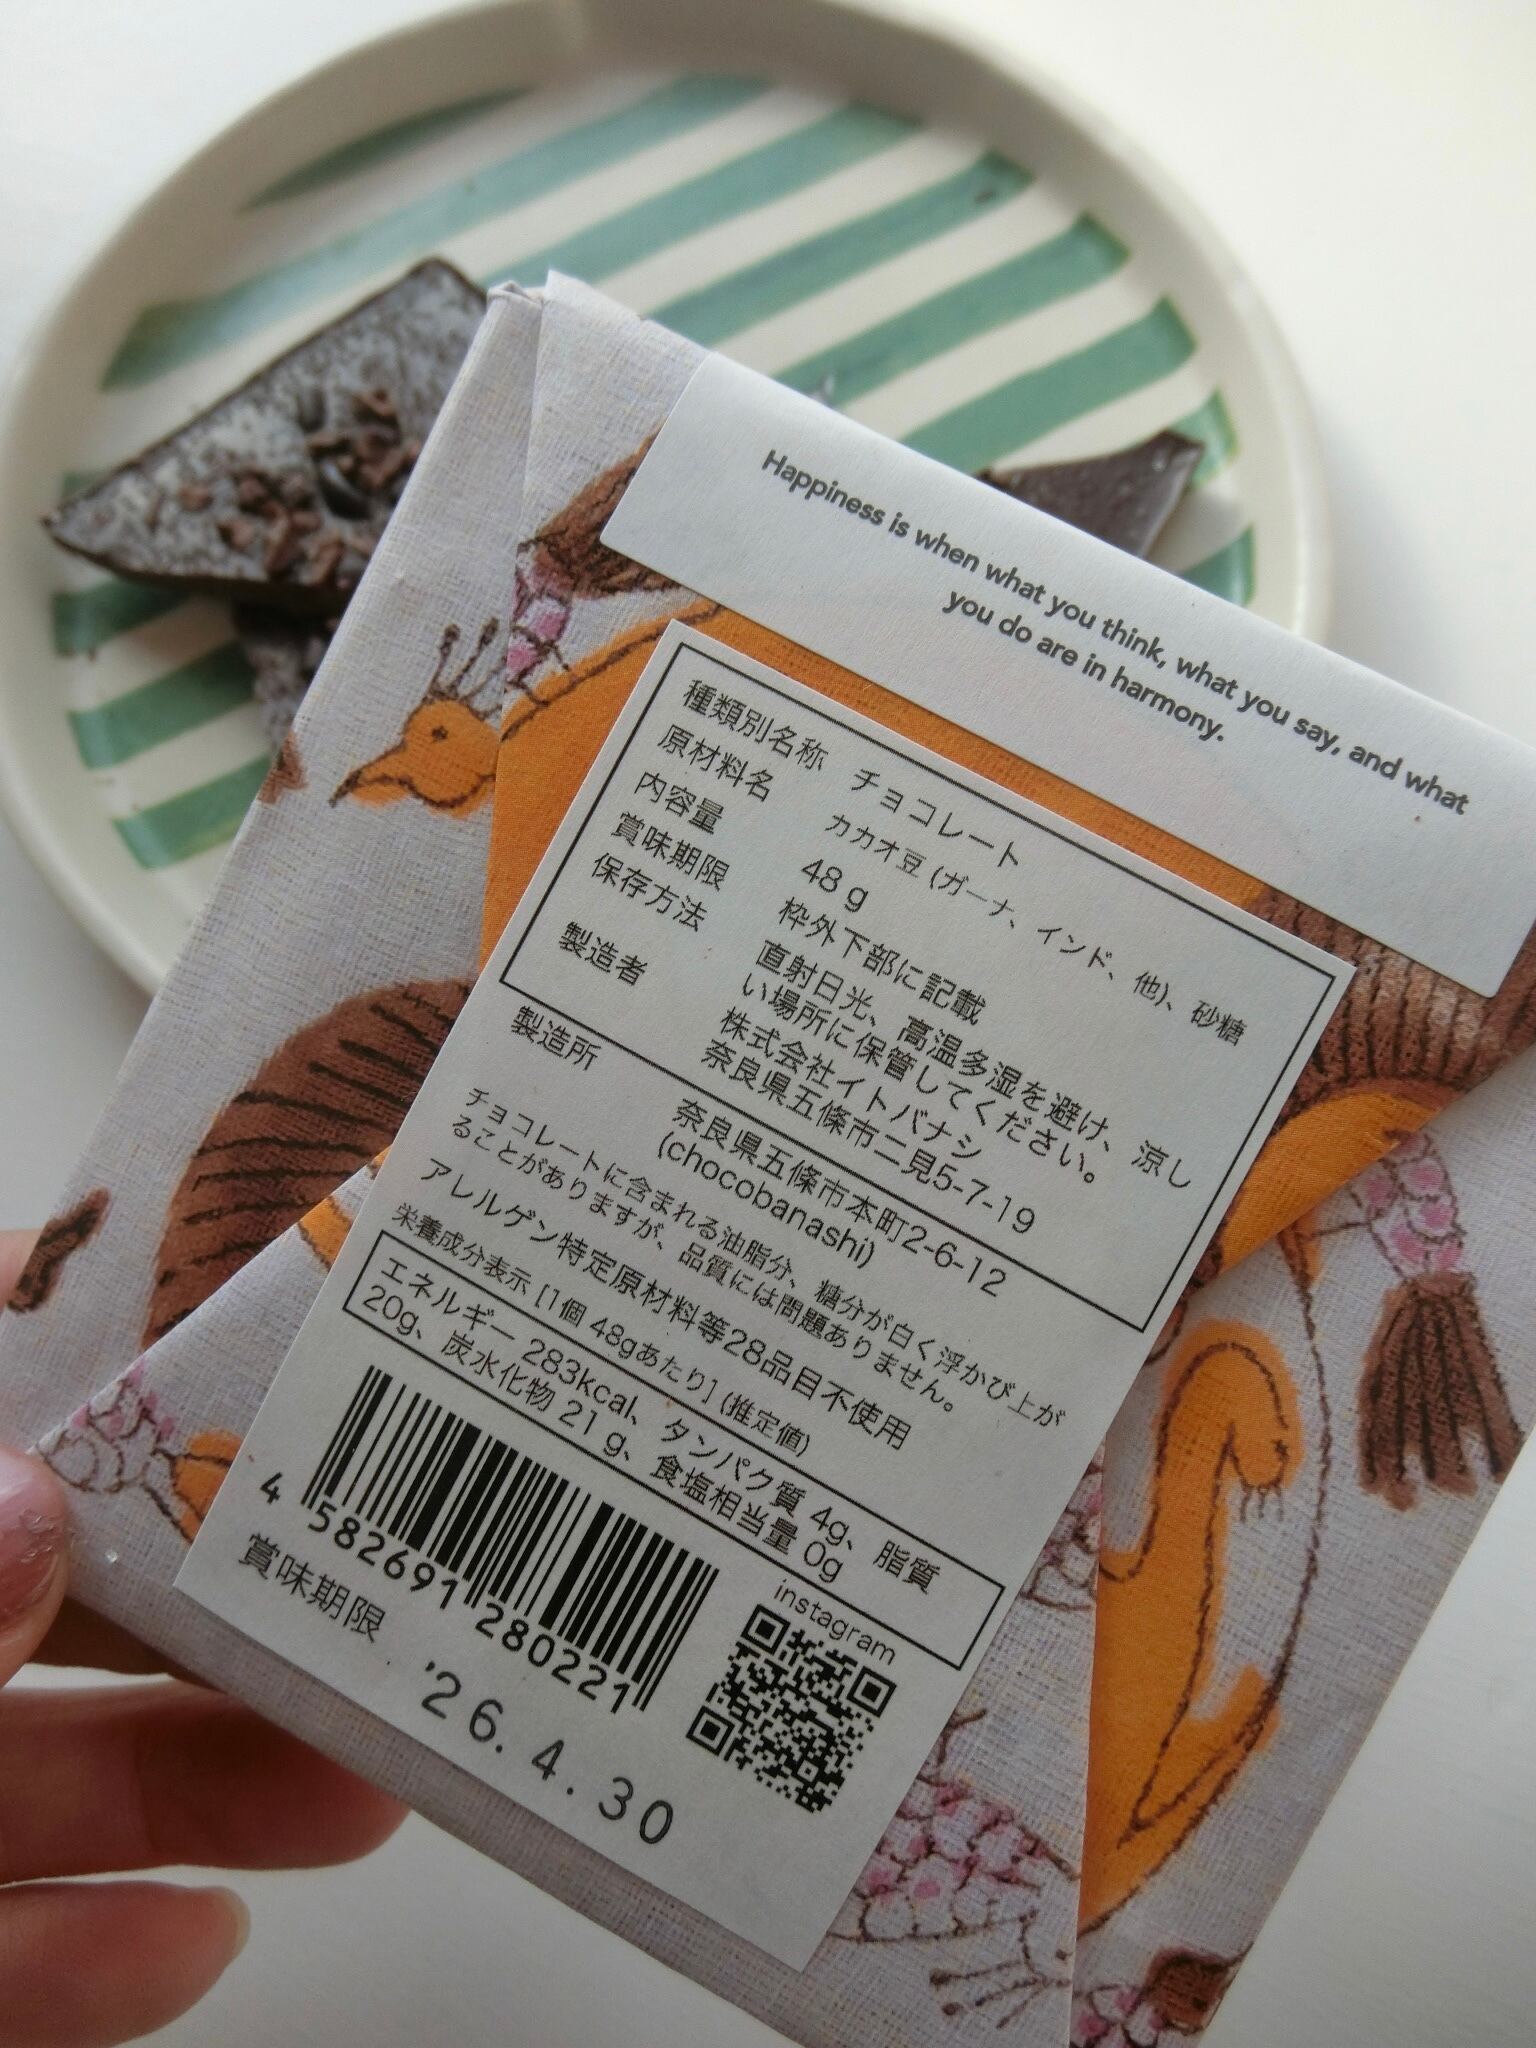 Happiness is when what you think, what you say, and what
you do are in harmony.
種類別名称 チョコレート
原材料名 カカオ豆 (ガーナ、インド、他)、砂糖
内容量 48g
賞味期限 枠外下部に記載
保存方法 直射日光、高温多湿を避け、涼し
い場所に保管してください。
製造者 株式会社イトバナシ
奈良県五條市二見5-7-19
製造所 奈良県五條市本町2-6-12
(chocobanashi)
チョコレートに含まれる油脂分、糖分が白く浮かび上が
ることがありますが、品質には問題ありません。
アレルゲン特定原材料等28品目不使用
栄養成分表示 [1個 48gあたり] (推定値)
エネルギー 283kcal、タンパク質 4g、脂質
20g、炭水化物 21g、食塩相当量 0g
4 582691 280221
instagram
賞味期限 '26.4.30